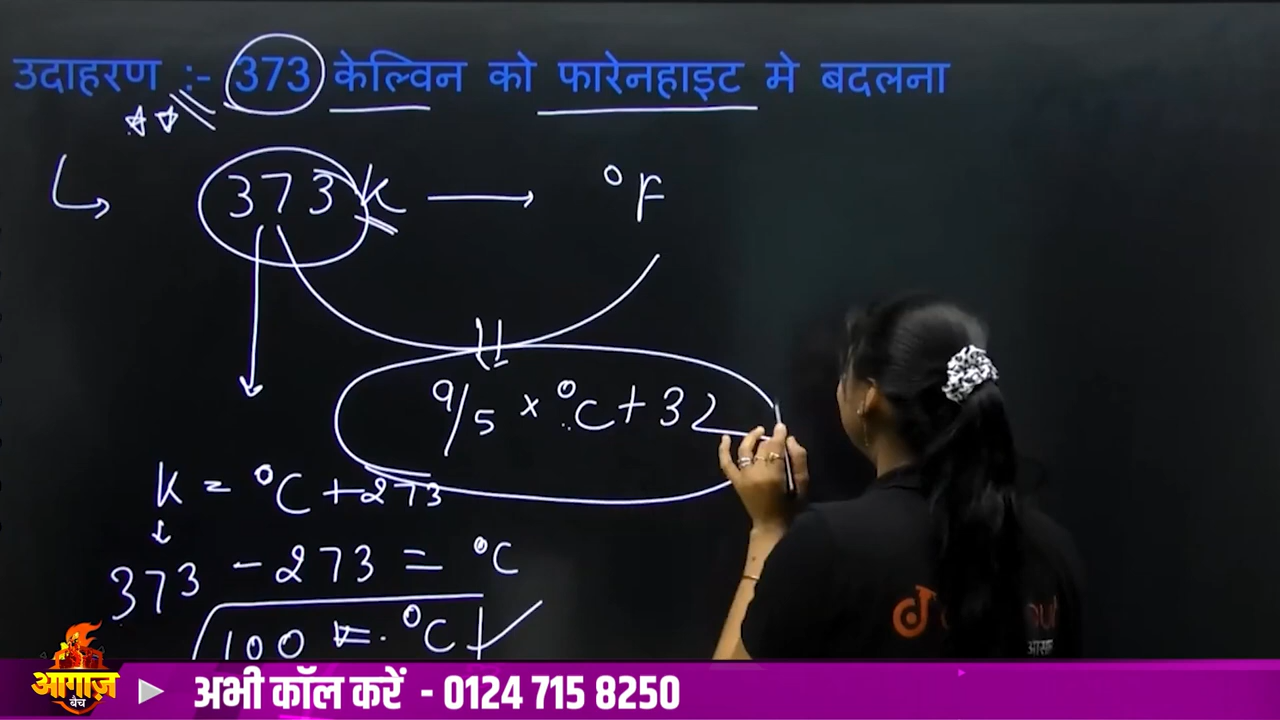 उदाहरण :- 373 केल्विन को फारेनहाइट मे बदलना
373 K → °F
9/5 × °C + 32
K = °C + 273
373 - 273 = °C
100 = °C
आगाज़
बैच
अभी कॉल करें - 0124 715 8250